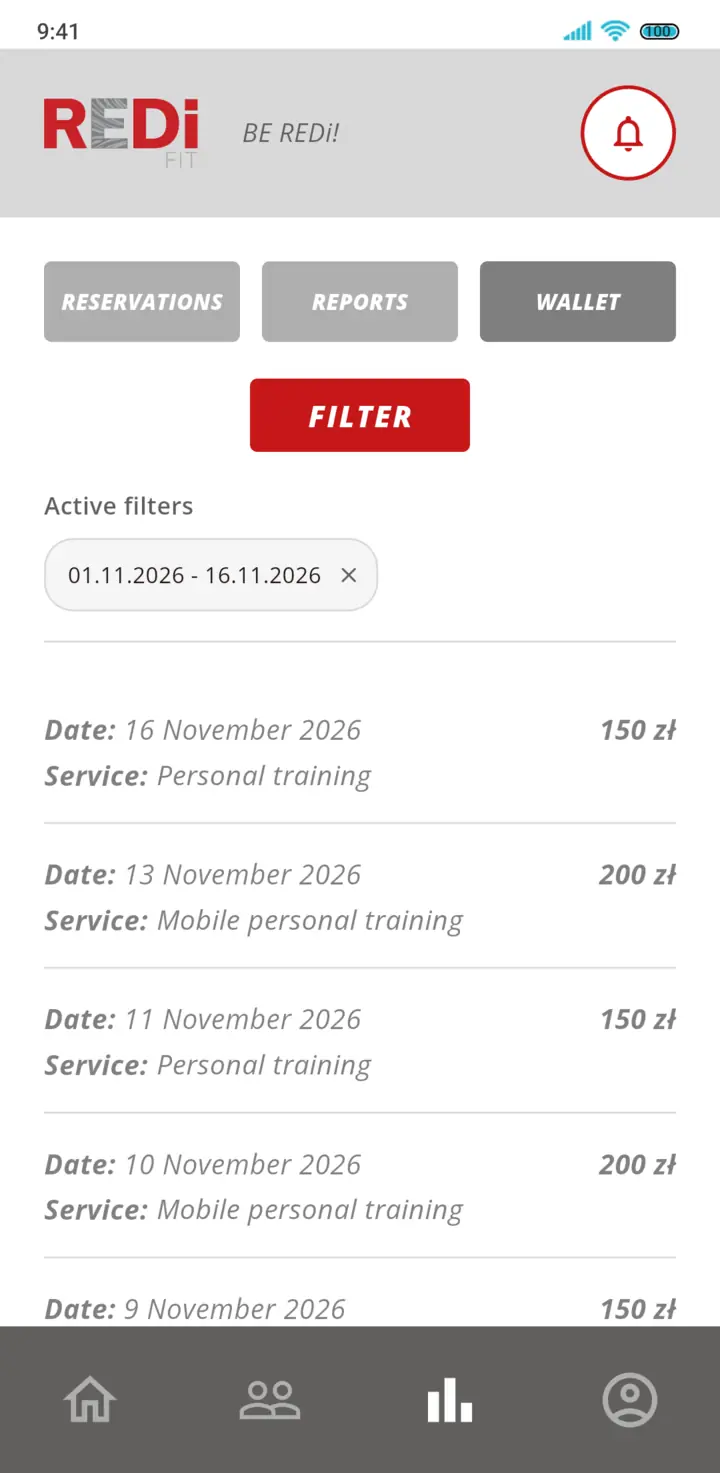 9:41
100
REDi
FIT
BE REDi!
RESERVATIONS
REPORTS
WALLET
FILTER
Active filters
01.11.2026 - 16.11.2026
Date: 16 November 2026
150 zł
Service: Personal training
Date: 13 November 2026
200 zł
Service: Mobile personal training
Date: 11 November 2026
150 zł
Service: Personal training
Date: 10 November 2026
200 zł
Service: Mobile personal training
Date: 9 November 2026
150 zł